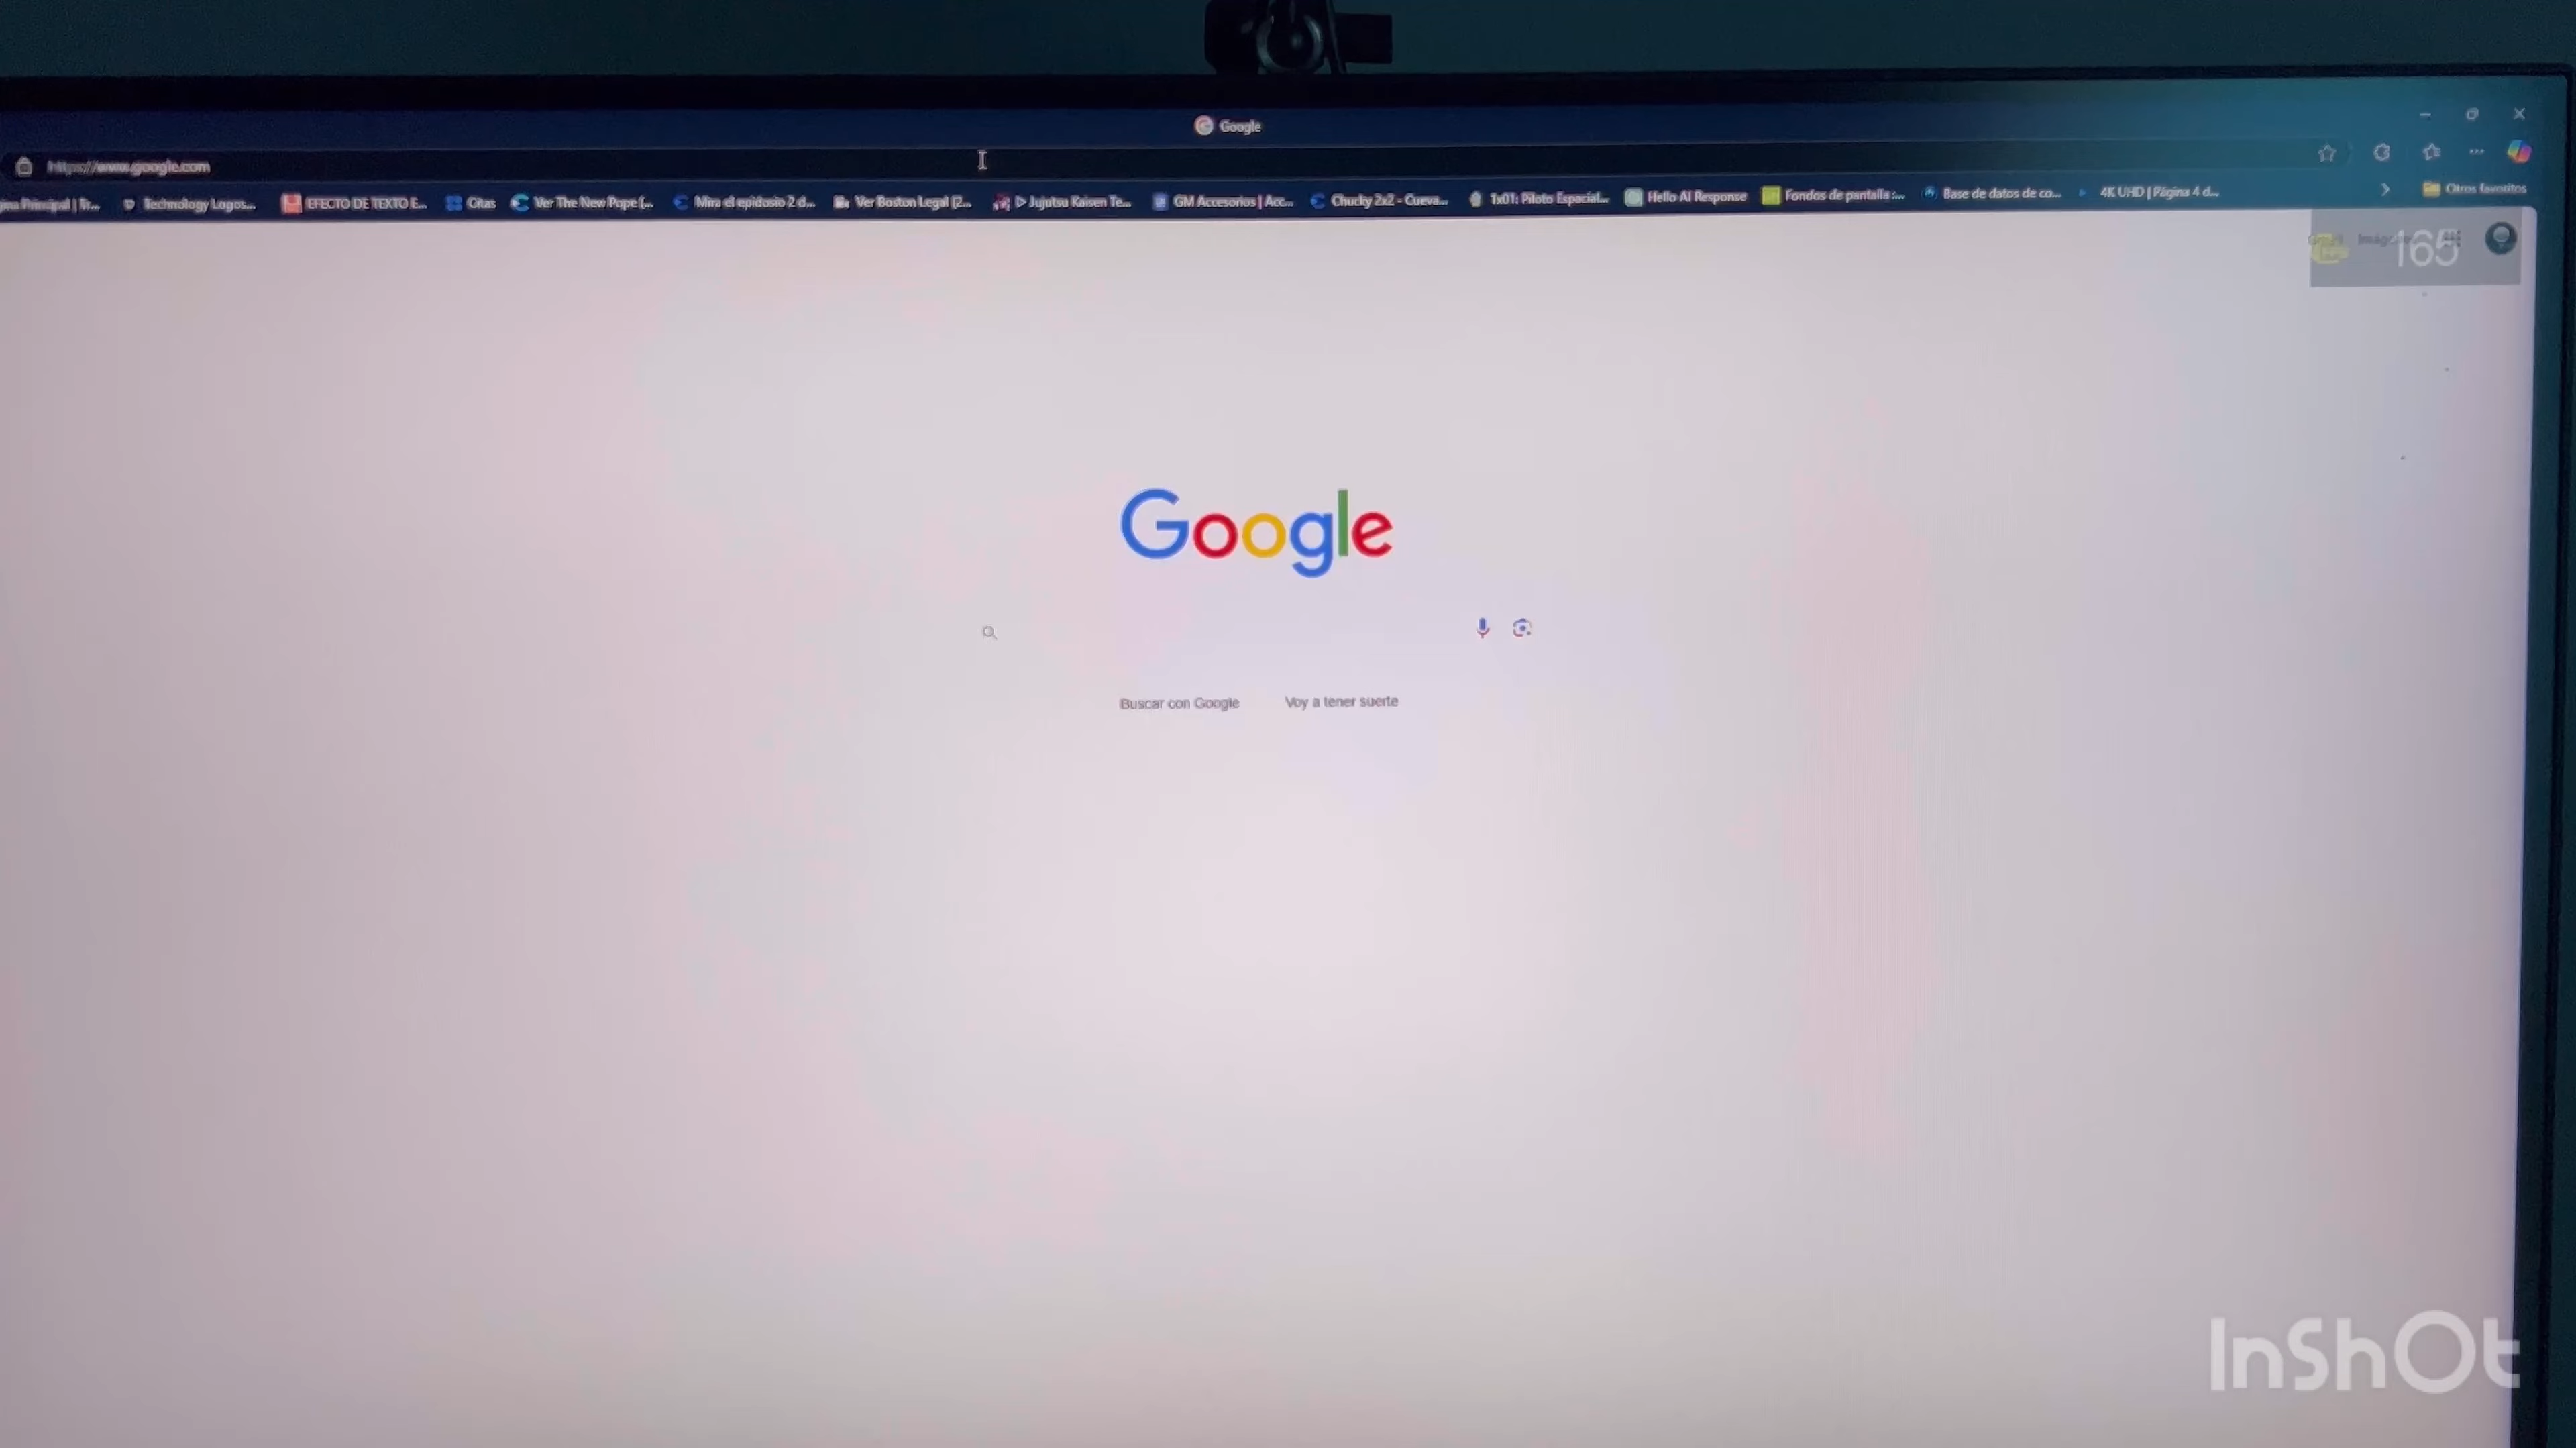 Google
https://www.google.com
Technology Logos...
EFECTO DE TEXTO E...
Citas
Ver The New Pope (...
Mira el epidosio 2 d...
Ver Boston Legal (2...
Jujutsu Kaisen Te...
GM Accesorios | Acc...
Chucky 2x2 - Cueva...
1x01: Piloto Espacial...
Hello AI Response
Fondos de pantalla :...
Base de datos de co...
4K UHD | Página 4 d...
Otros favoritos
165
Google
Buscar con Google
Voy a tener suerte
InShOt